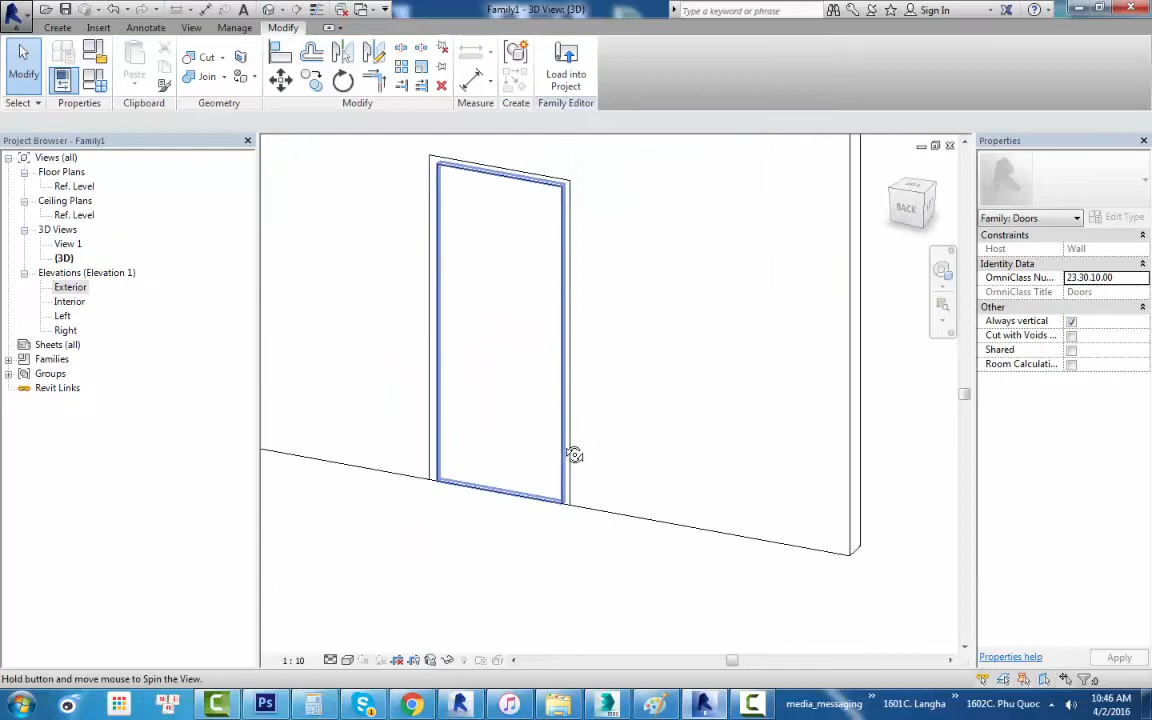 Family1 - 3D View: {3D}
Type a keyword or phrase
Sign In
Create
Insert
Annotate
View
Manage
Modify
Modify
Paste
Cut
Join
Load into
Project
Select
Properties
Clipboard
Geometry
Modify
Measure
Create
Family Editor
Project Browser - Family1
Views (all)
Floor Plans
Ref. Level
Ceiling Plans
Ref. Level
3D Views
View 1
{3D}
Elevations (Elevation 1)
Exterior
Interior
Left
Right
Sheets (all)
Families
Groups
Revit Links
BACK
Properties
Family: Doors
Edit Type
Constraints
Host Wall
Identity Data
OmniClass Nu... 23.30.10.00
OmniClass Title Doors
Other
Always vertical
Cut with Voids ...
Shared
Room Calculati...
Properties help
Apply
1 : 10
Hold button and move mouse to Spin the View.
media_messaging
1601C. Langha
1602C. Phu Quoc
10:46 AM
4/2/2016